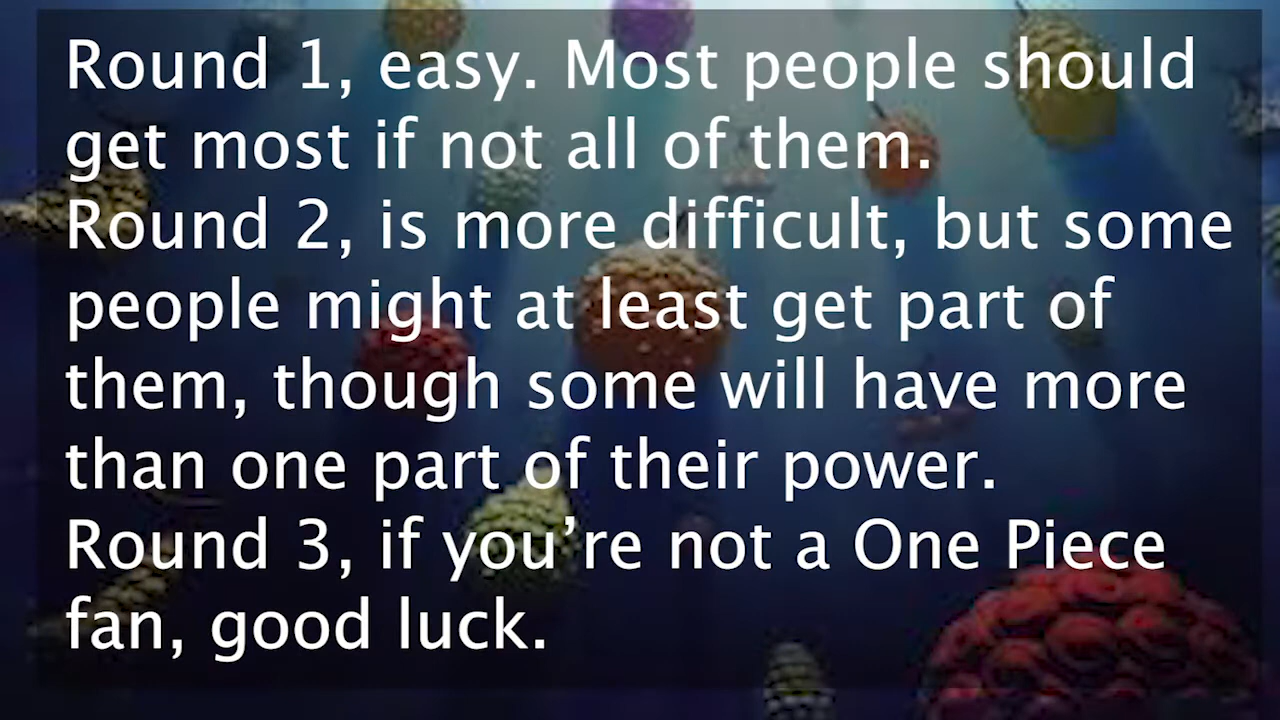 Round 1, easy. Most people should
get most if not all of them.
Round 2, is more difficult, but some
people might at least get part of
them, though some will have more
than one part of their power.
Round 3, if you’re not a One Piece
fan, good luck.